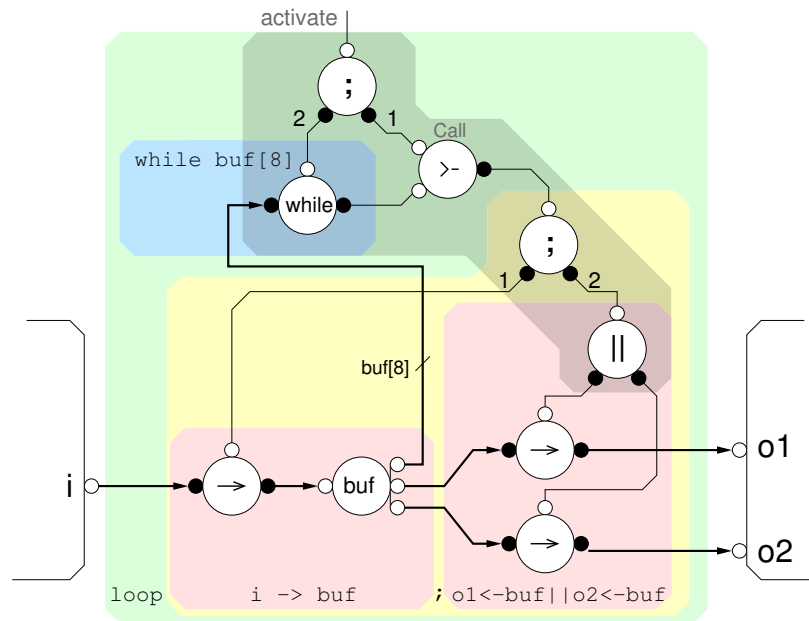 activate
;
2
1
Call
>-
while buf[8]
while
;
1
2
||
buf[8]
i
→
buf
→
→
o1
o2
loop
i -> buf
; o1<-buf||o2<-buf